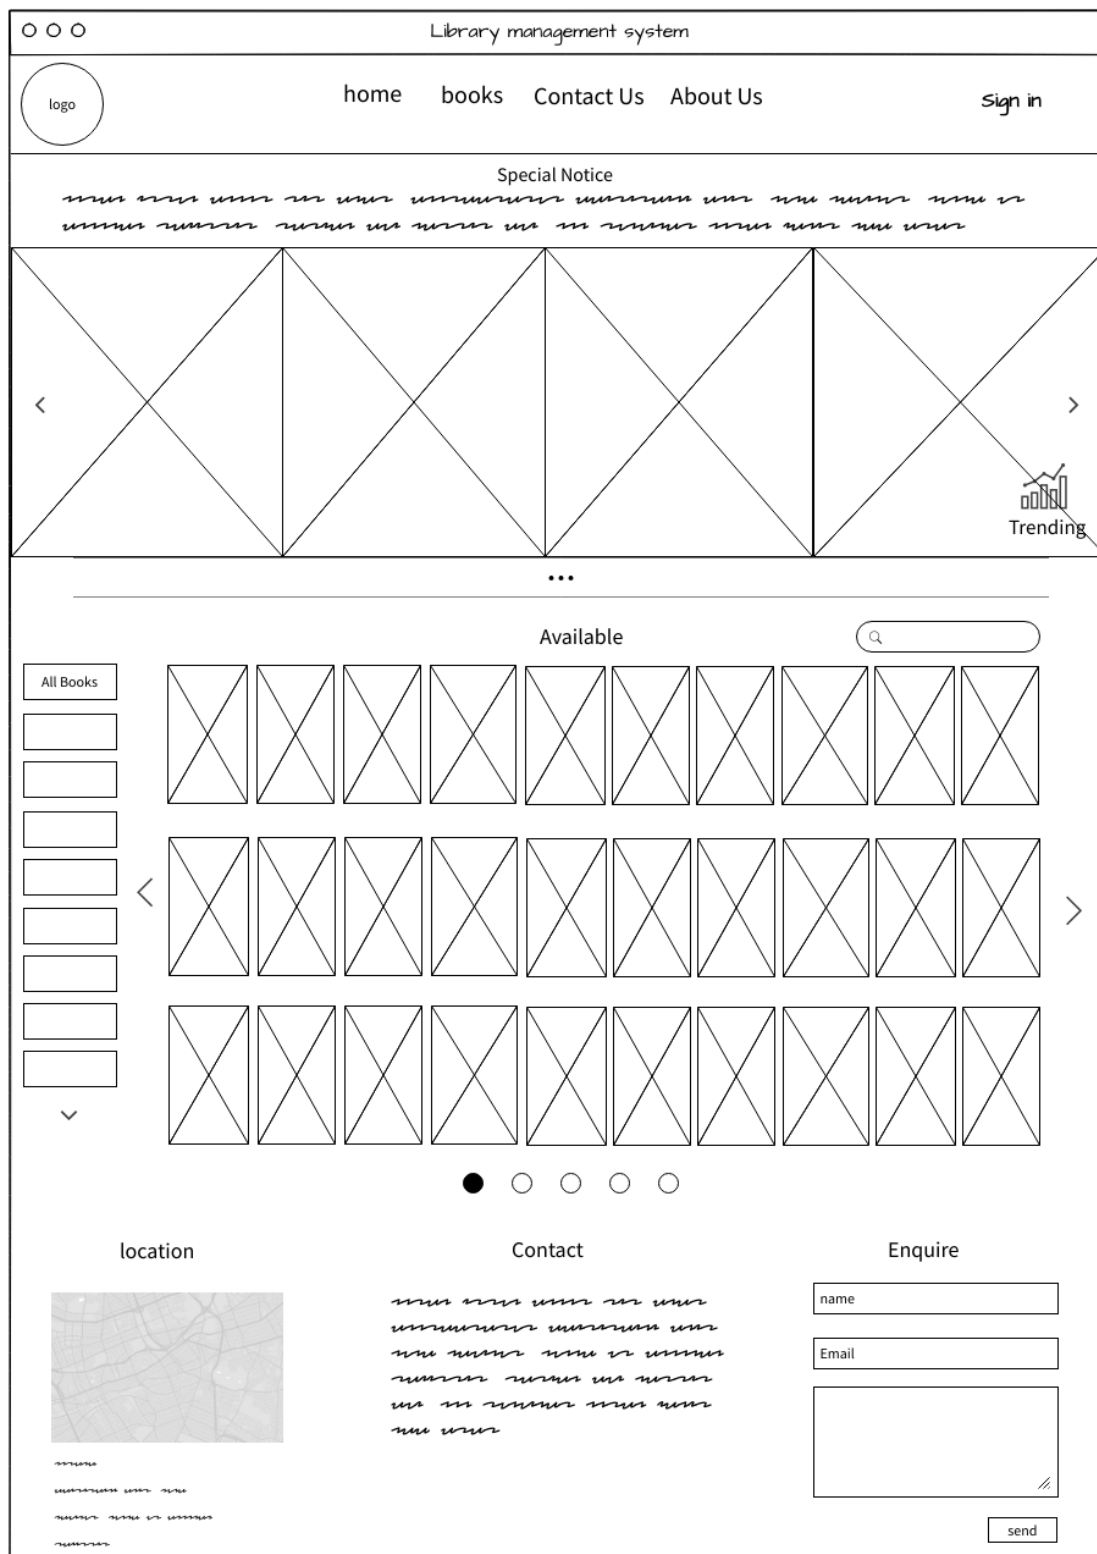 Library management system
logo
home books Contact Us About Us
Sign in
Special Notice
Trending
Available
All Books
location
Contact
Enquire
name
Email
send